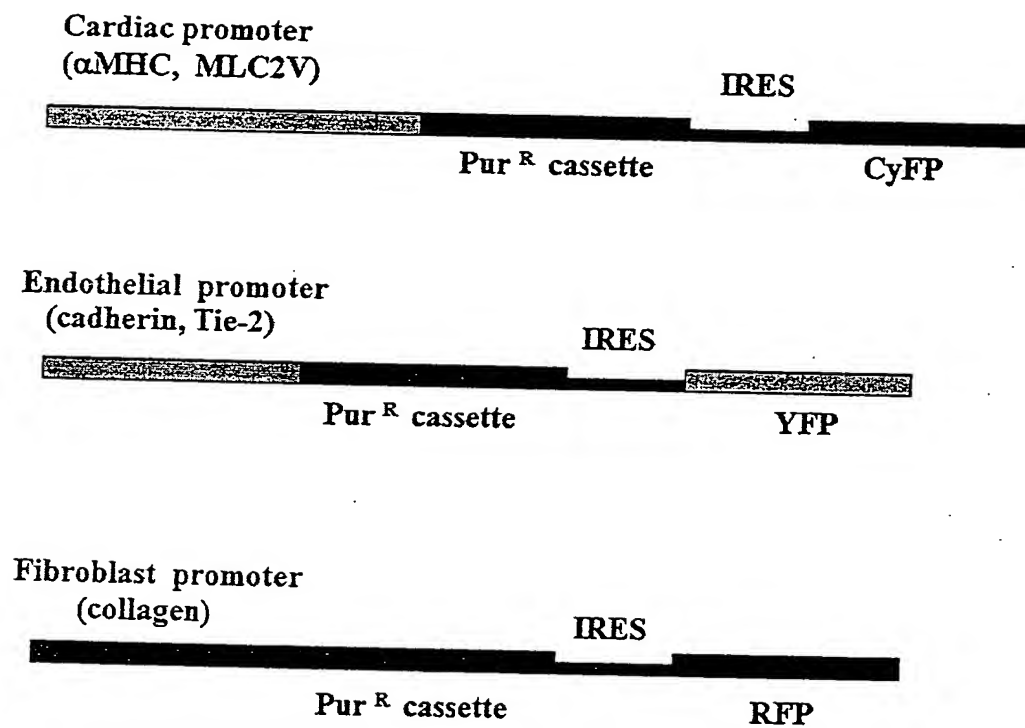 Cardiac promoter
(αMHC, MLC2V)
IRES
Pur ᴿ cassette
CyFP
Endothelial promoter
(cadherin, Tie-2)
IRES
Pur ᴿ cassette
YFP
Fibroblast promoter
(collagen)
IRES
Pur ᴿ cassette
RFP